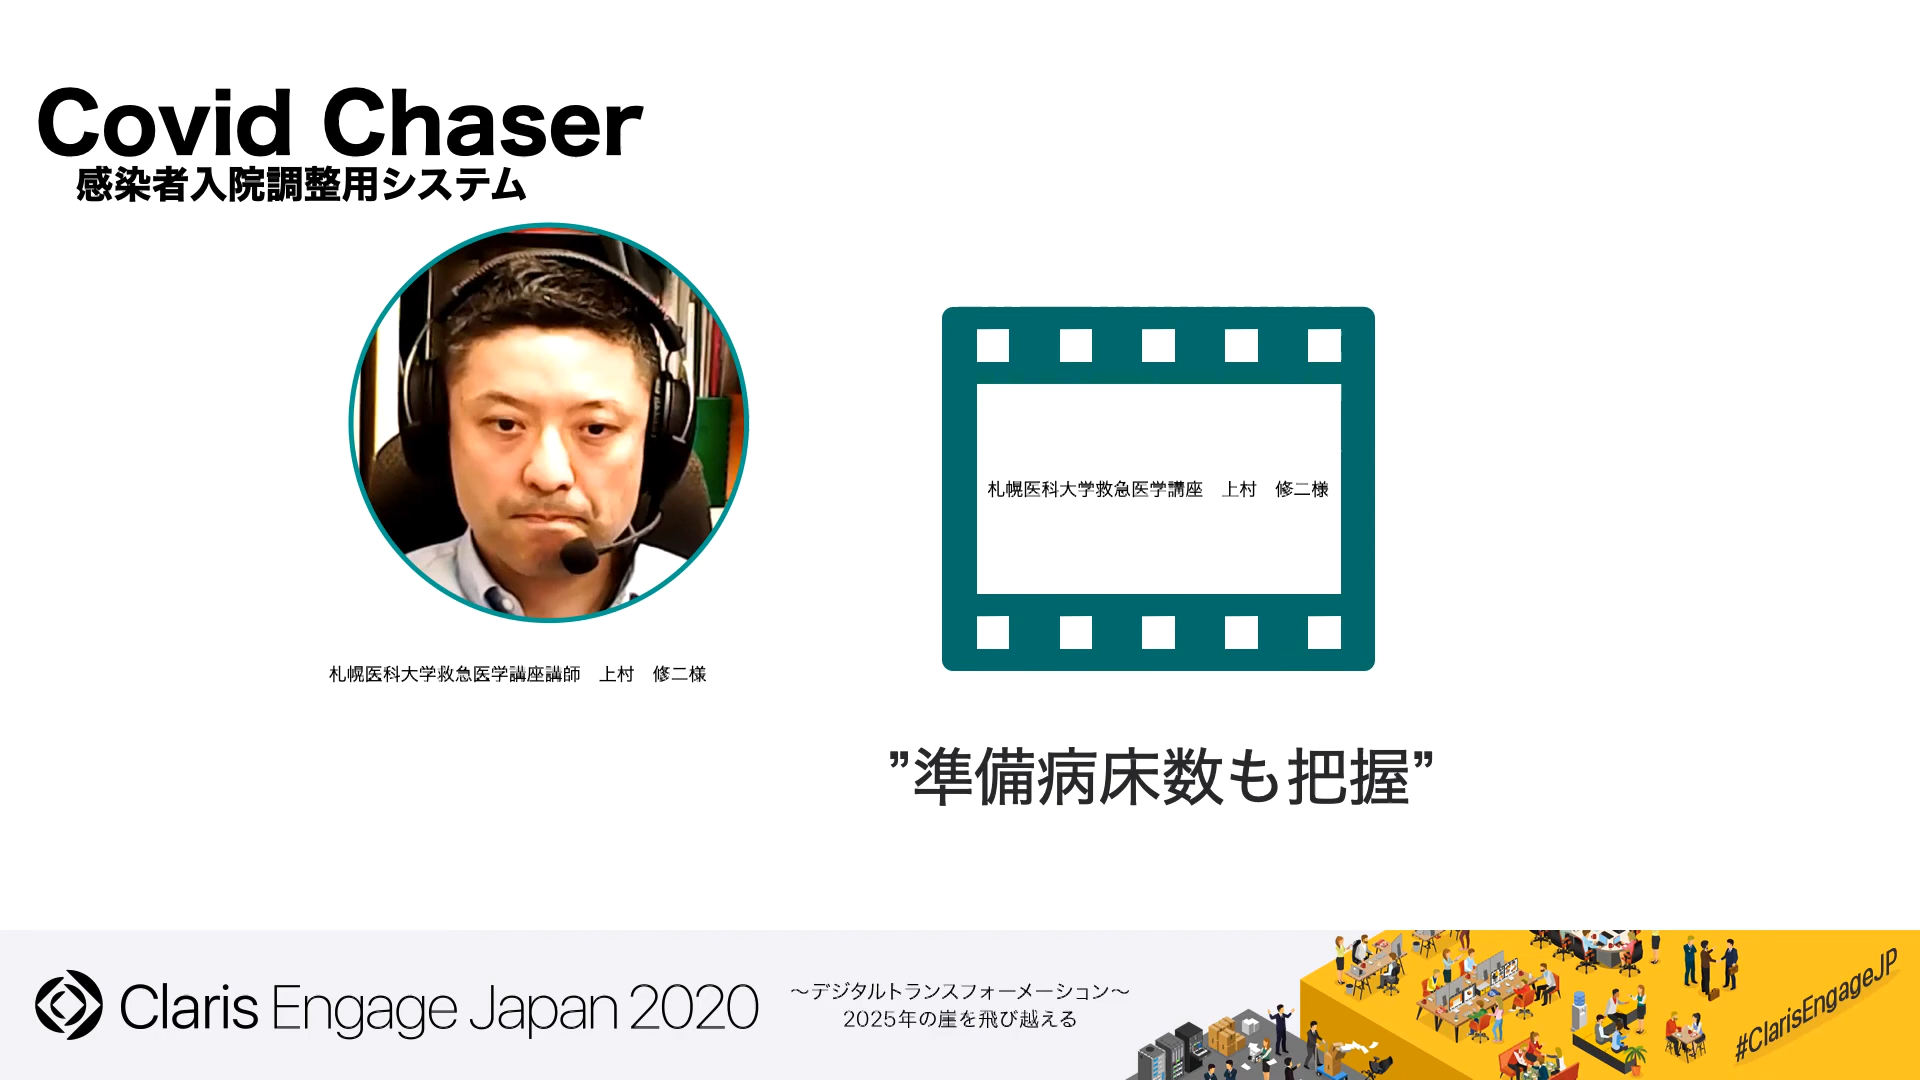 Covid Chaser
感染者入院調整用システム
札幌医科大学救急医学講座　上村　修二様
札幌医科大学救急医学講座講師　上村　修二様
”準備病床数も把握”
Claris Engage Japan 2020
～デジタルトランスフォーメーション～
2025年の崖を飛び越える
#ClarisEngageJP